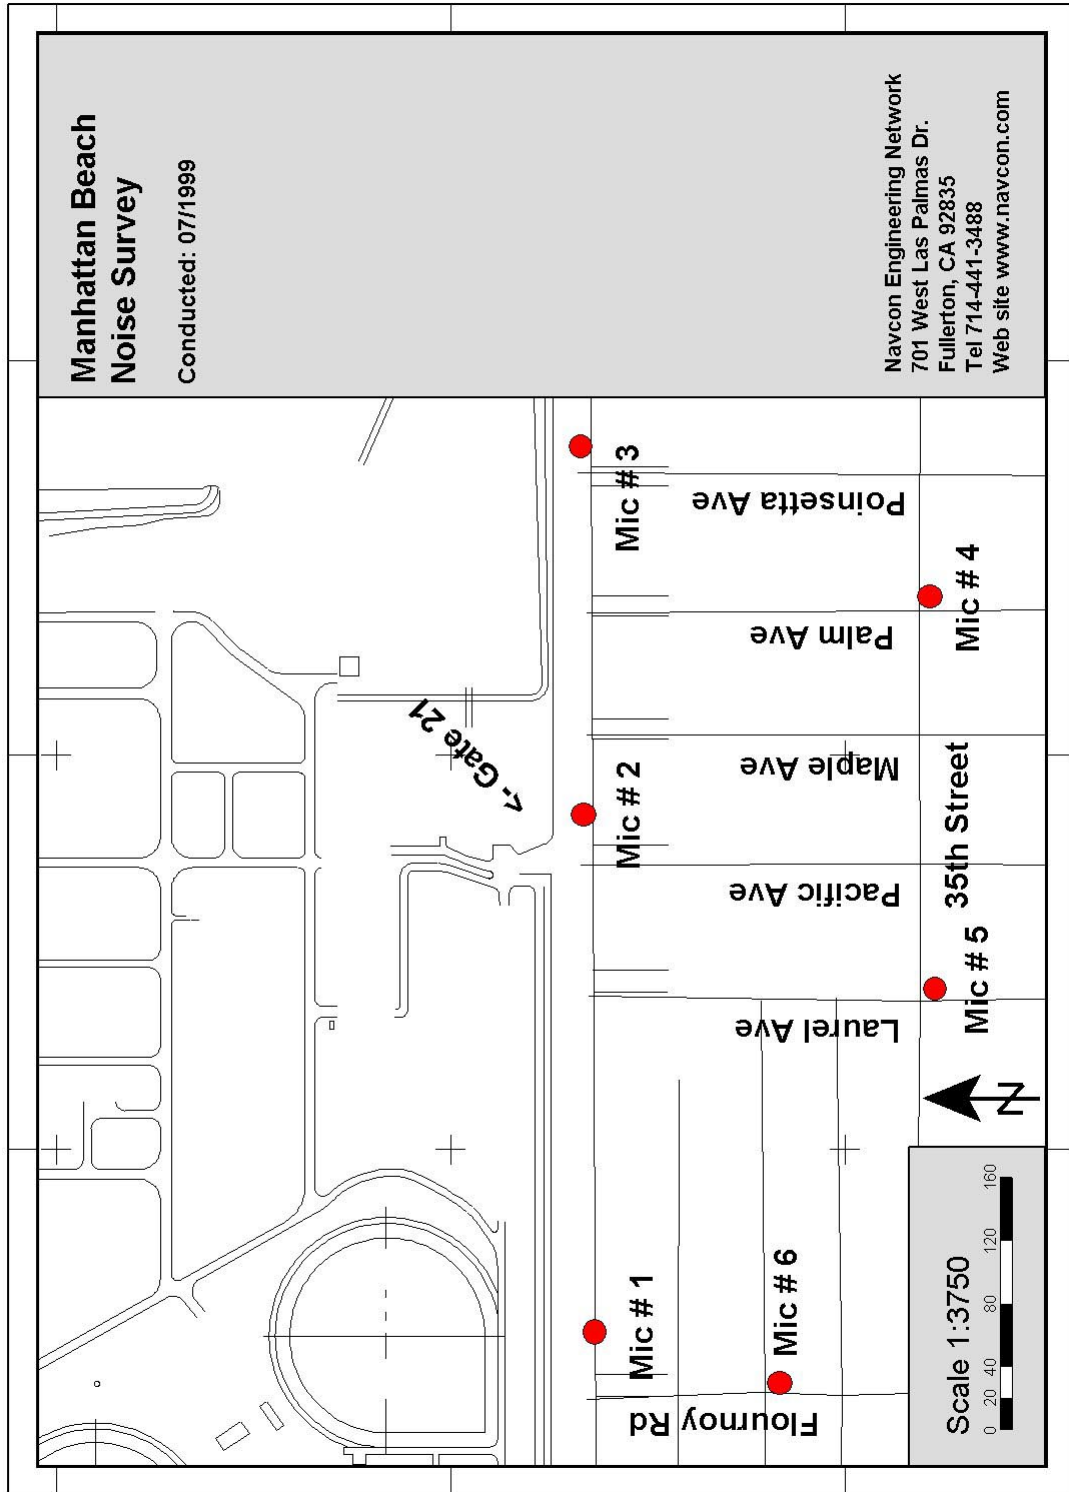 Manhattan Beach
Noise Survey
Conducted: 07/1999
Navcon Engineering Network
701 West Las Palmas Dr.
Fullerton, CA 92835
Tel 714-441-3488
Web site www.navcon.com
<- Gate 21
Mic # 1
Mic # 2
Mic # 3
Mic # 6
Mic # 5
Mic # 4
Flournoy Rd
Laurel Ave
Pacific Ave
Maple Ave
Palm Ave
Poinsetta Ave
35th Street
N
Scale 1:3750
0 20 40 80 120 160